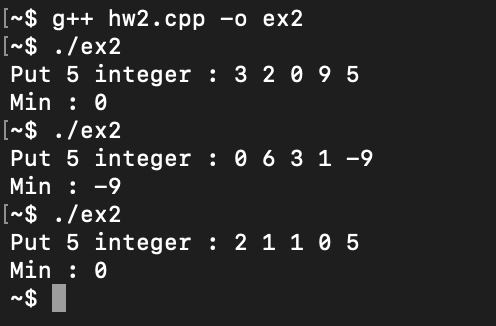 [~$ g++ hw2.cpp -o ex2
[~$ ./ex2
Put 5 integer : 3 2 0 9 5
Min : 0
[~$ ./ex2
Put 5 integer : 0 6 3 1 -9
Min : -9
[~$ ./ex2
Put 5 integer : 2 1 1 0 5
Min : 0
~$